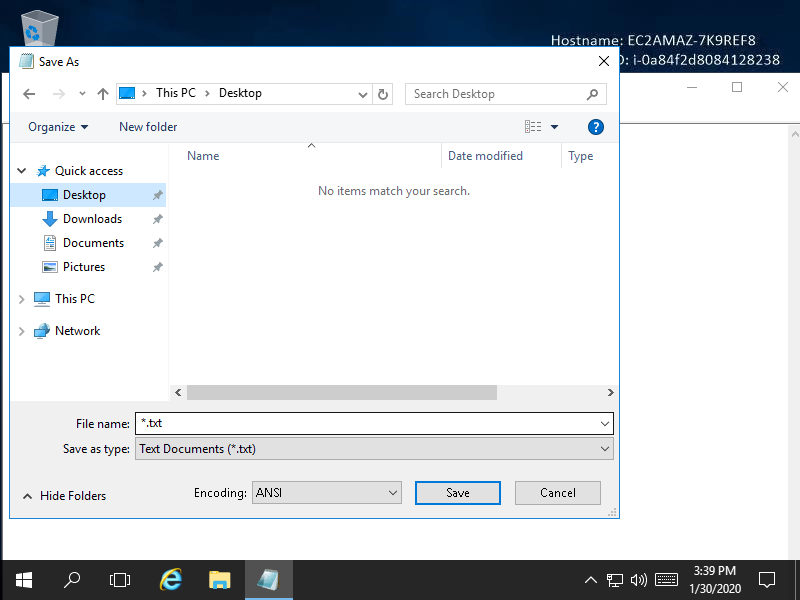 Hostname: EC2AMAZ-7K9REF8
D: i-0a84f2d8084128238
Save As
This PC
Desktop
Search Desktop
Organize
New folder
?
Name
Date modified
Type
No items match your search.
Quick access
Desktop
Downloads
Documents
Pictures
This PC
Network
File name: *.txt
Save as type: Text Documents (*.txt)
Hide Folders
Encoding: ANSI
Save
Cancel
3:39 PM
1/30/2020